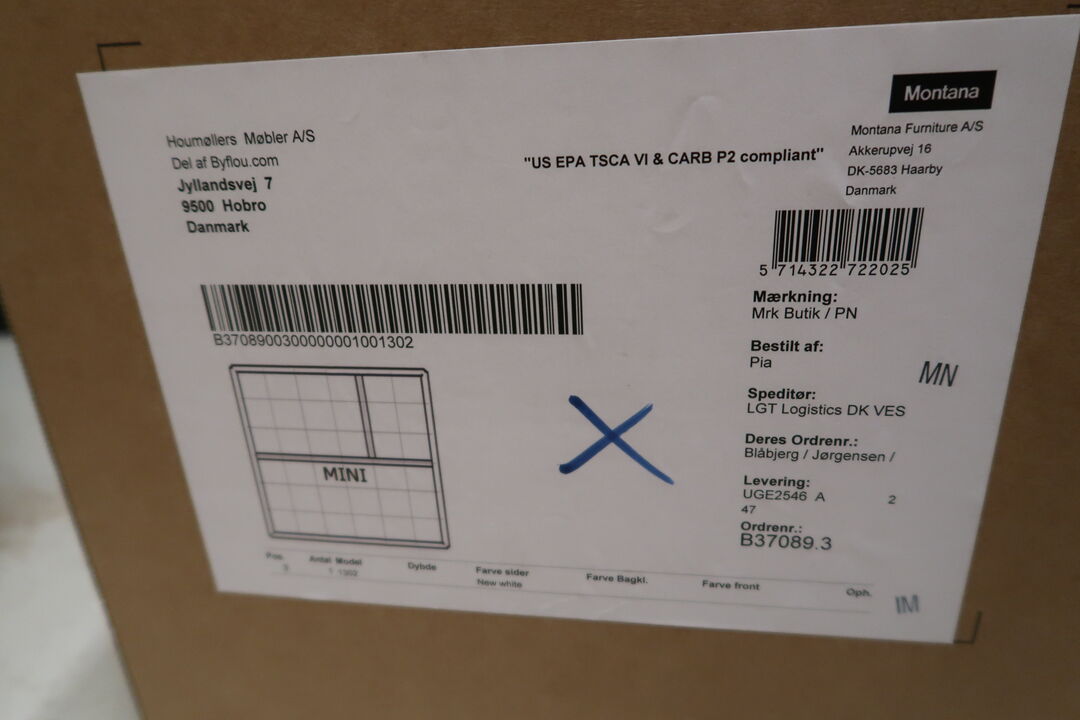 Montana
Houmøllers Møbler A/S
Del af Byflou.com
Jyllandsvej 7
9500 Hobro
Danmark
"US EPA TSCA VI & CARB P2 compliant"
Montana Furniture A/S
Akkerupvej 16
DK-5683 Haarby
Danmark
5 714322 722025
B3708900300000001001302
Mærkning:
Mrk Butik / PN
Bestilt af:
Pia
MN
Speditør:
LGT Logistics DK VES
Deres Ordrenr.:
Blåbjerg / Jørgensen /
Levering:
UGE2546 A 2
47
Ordrenr.:
B37089.3
MINI
Pos. Antal Model Dybde Farve sider Farve Bagkl. Farve front Oph.
3 1 1302 New white
IM